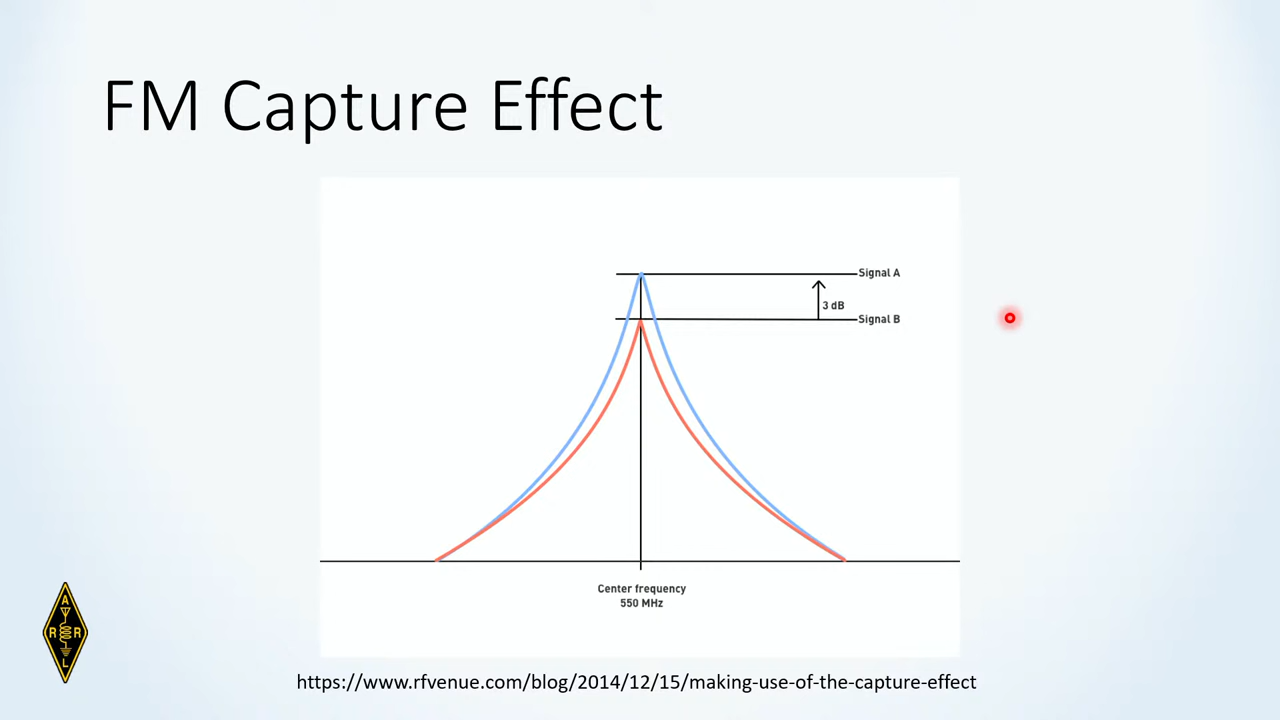 FM Capture Effect
Signal A
3 dB
Signal B
Center frequency
550 MHz
A
R R
L
https://www.rfvenue.com/blog/2014/12/15/making-use-of-the-capture-effect